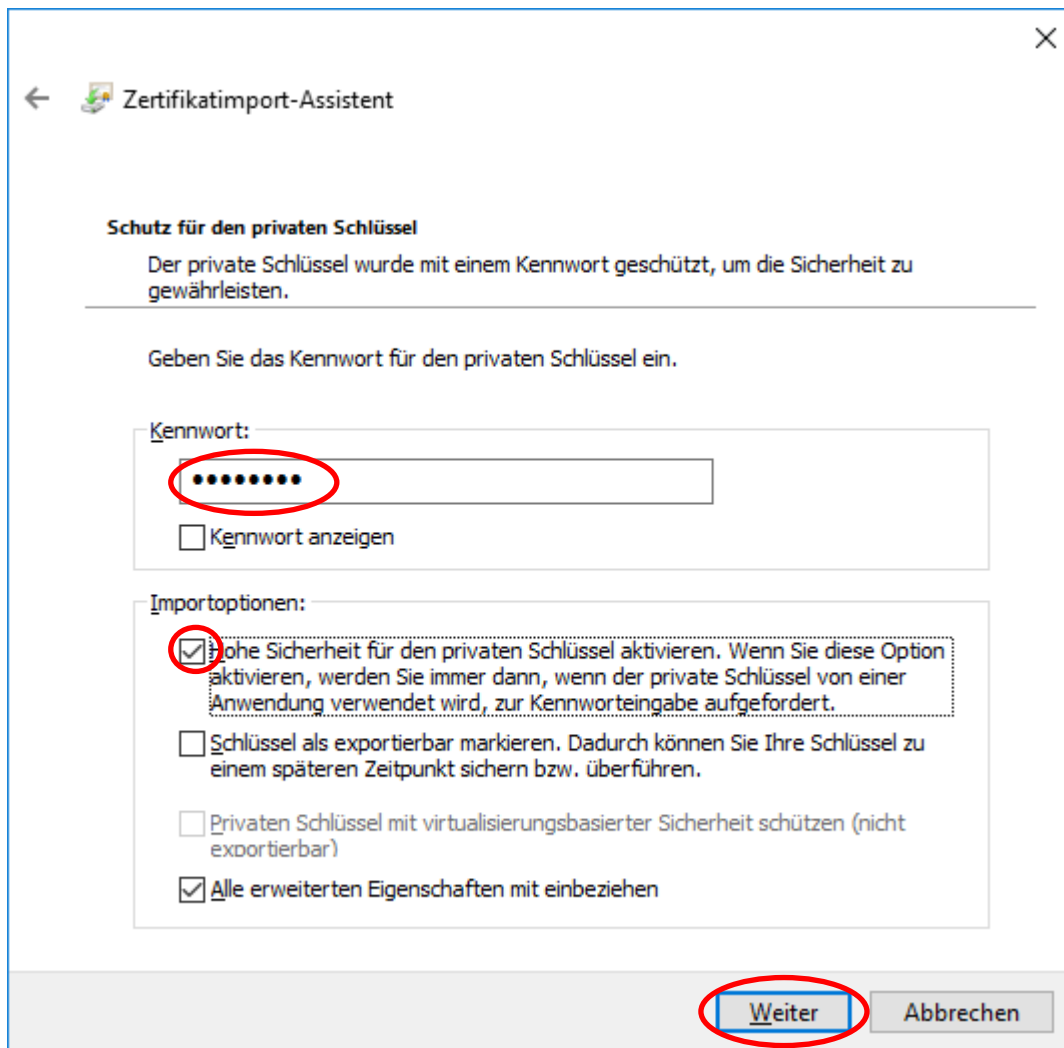 Zertifikatimport-Assistent
Schutz für den privaten Schlüssel
Der private Schlüssel wurde mit einem Kennwort geschützt, um die Sicherheit zu
gewährleisten.
Geben Sie das Kennwort für den privaten Schlüssel ein.
Kennwort:
••••••••
Kennwort anzeigen
Importoptionen:
Hohe Sicherheit für den privaten Schlüssel aktivieren. Wenn Sie diese Option
aktivieren, werden Sie immer dann, wenn der private Schlüssel von einer
Anwendung verwendet wird, zur Kennworteingabe aufgefordert.
Schlüssel als exportierbar markieren. Dadurch können Sie Ihre Schlüssel zu
einem späteren Zeitpunkt sichern bzw. überführen.
Privaten Schlüssel mit virtualisierungsbasierter Sicherheit schützen (nicht
exportierbar)
Alle erweiterten Eigenschaften mit einbeziehen
Weiter
Abbrechen